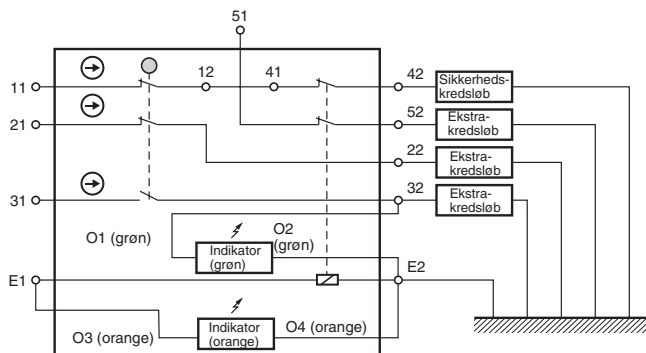 51
11
12
41
42
Sikkerheds-
kredsløb
21
52
Ekstra-
kredsløb
22
Ekstra-
kredsløb
31
32
Ekstra-
kredsløb
O1 (grøn)
O2
(grøn)
Indikator
(grøn)
E1
E2
O3 (orange)
Indikator
(orange)
O4 (orange)